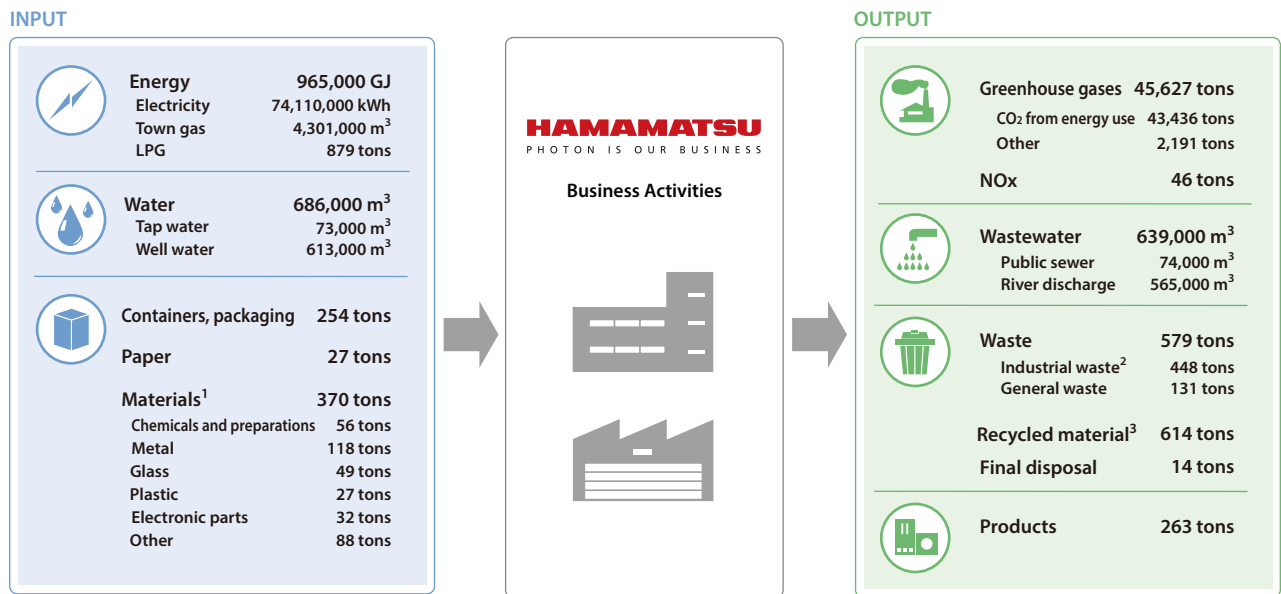 INPUT
Energy 965,000 GJ
Electricity 74,110,000 kWh
Town gas 4,301,000 m³
LPG 879 tons
Water 686,000 m³
Tap water 73,000 m³
Well water 613,000 m³
Containers, packaging 254 tons
Paper 27 tons
Materials¹ 370 tons
Chemicals and preparations 56 tons
Metal 118 tons
Glass 49 tons
Plastic 27 tons
Electronic parts 32 tons
Other 88 tons
HAMAMATSU
PHOTON IS OUR BUSINESS
Business Activities
OUTPUT
Greenhouse gases 45,627 tons
CO₂ from energy use 43,436 tons
Other 2,191 tons
NOx 46 tons
Wastewater 639,000 m³
Public sewer 74,000 m³
River discharge 565,000 m³
Waste 579 tons
Industrial waste² 448 tons
General waste 131 tons
Recycled material³ 614 tons
Final disposal 14 tons
Products 263 tons